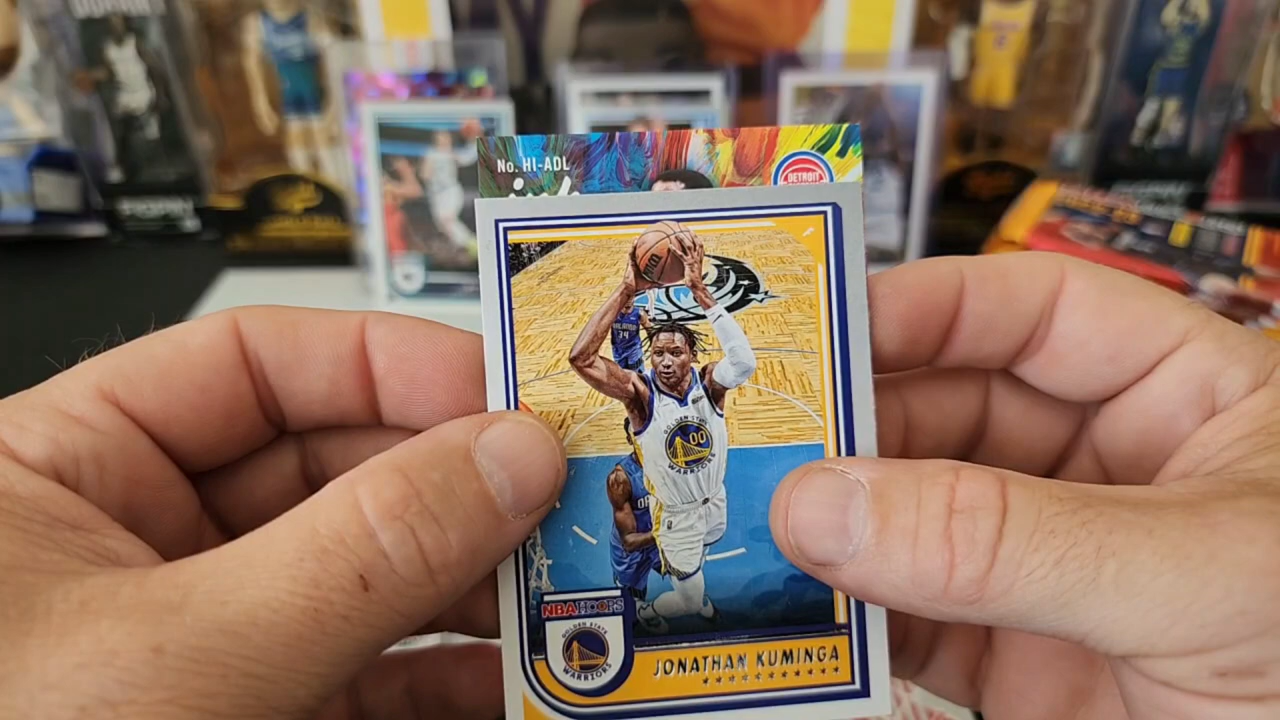 No. HI-ADL
DETROIT
GOLDEN STATE
00
WARRIORS
NBA HOOPS
GOLDEN STATE
WARRIORS
JONATHAN KUMINGA